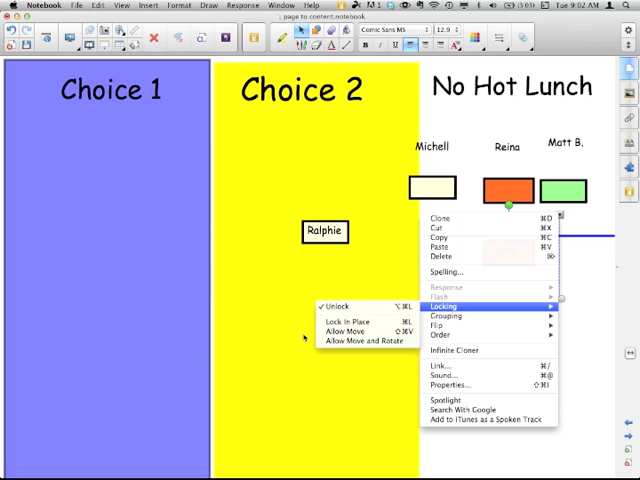 Notebook File Edit View Insert Format Draw Response Window Help
Tue 9:02 AM
page to content.notebook
Comic Sans MS 12.9
B I U
Choice 1
Choice 2
No Hot Lunch
Michell
Reina
Matt B.
Ralphie
Clone ⌘D
Cut ⌘X
Copy ⌘C
Paste ⌘V
Delete ⌦
Spelling...
Response
Flash
Locking
Grouping
Flip
Order
Infinite Cloner
Link... ⌘/
Sound... ⌘@
Properties... ⇧⌘I
Spotlight
Search With Google
Add to iTunes as a Spoken Track
✓ Unlock ⌥⌘L
Lock In Place ⌘L
Allow Move ⇧⌘V
Allow Move and Rotate